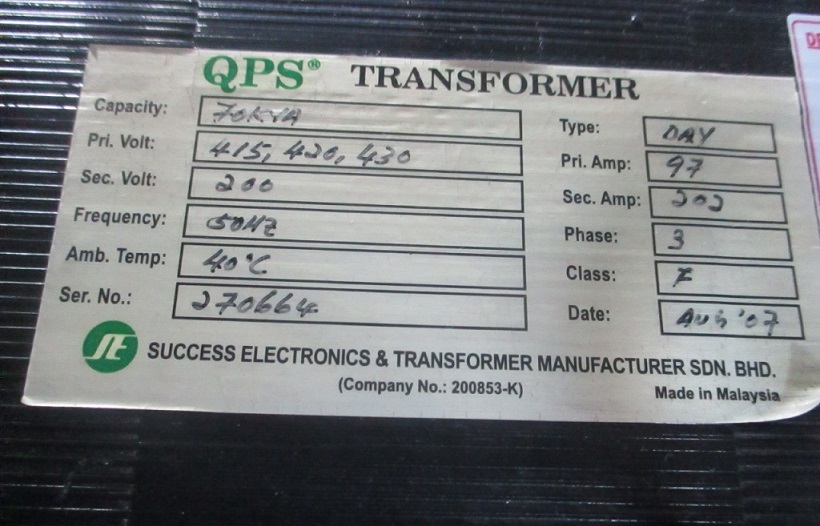 QPS® TRANSFORMER
Capacity: 70KVA
Type: DAY
Pri. Volt: 415, 420, 430
Pri. Amp: 97
Sec. Volt: 200
Sec. Amp: 202
Frequency: 50HZ
Phase: 3
Amb. Temp: 40°C
Class: F
Ser. No.: 270664
Date: AUG '07
SE SUCCESS ELECTRONICS & TRANSFORMER MANUFACTURER SDN. BHD.
(Company No.: 200853-K)
Made in Malaysia